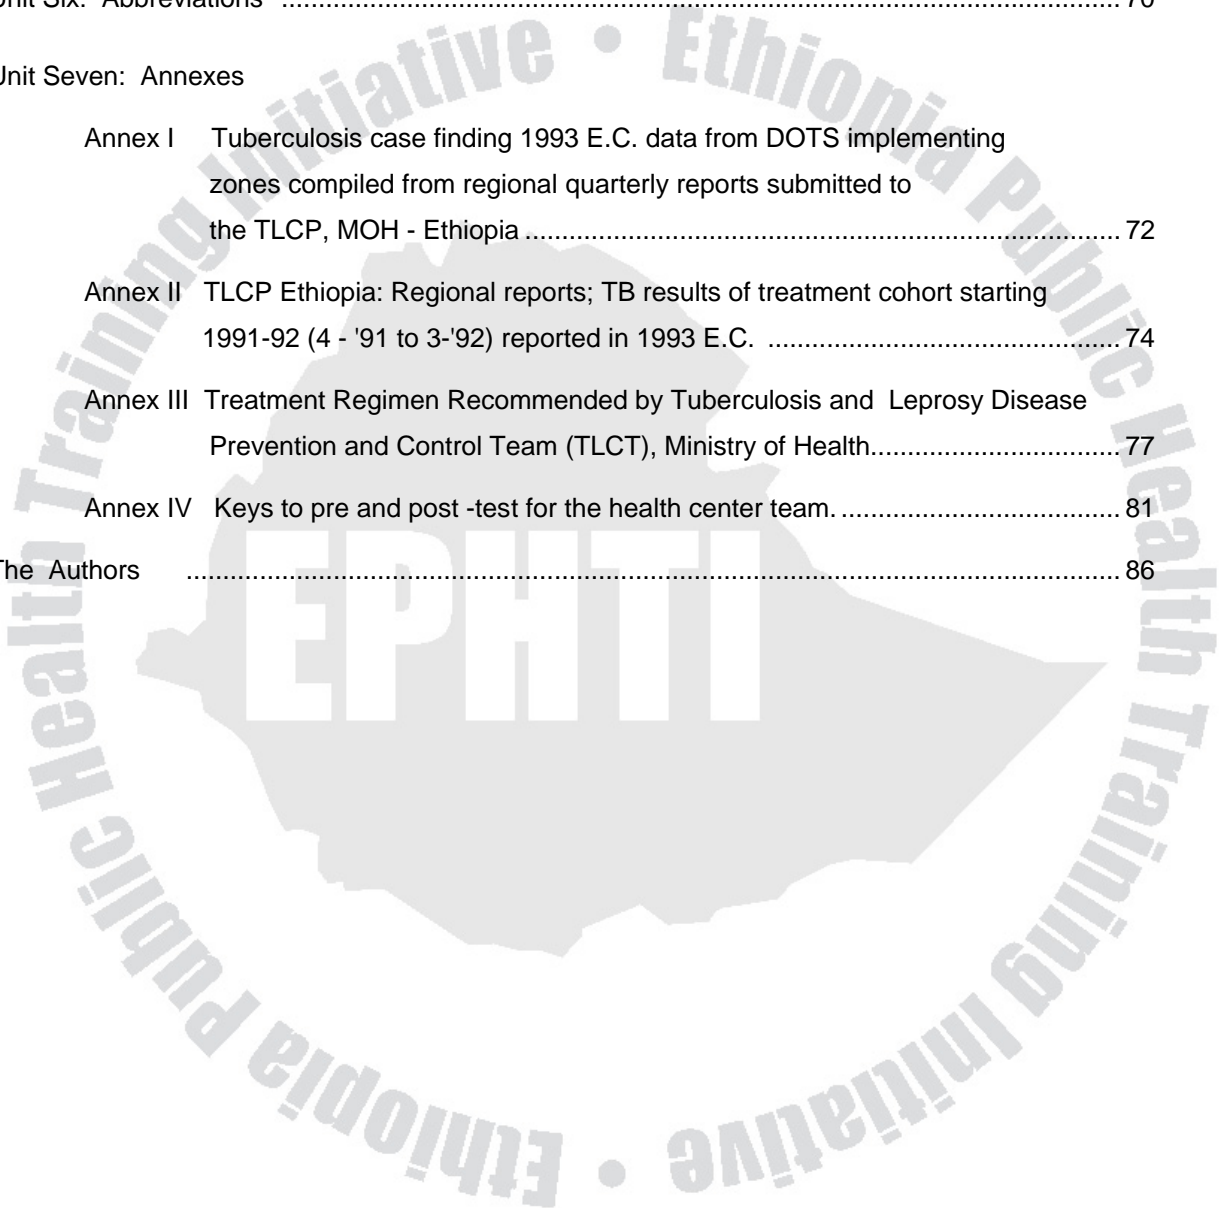 Unit Six: Abbreviations ........................................ 70
Unit Seven: Annexes
Annex I Tuberculosis case finding 1993 E.C. data from DOTS implementing
zones compiled from regional quarterly reports submitted to
the TLCP, MOH - Ethiopia ........................................ 72
Annex II TLCP Ethiopia: Regional reports; TB results of treatment cohort starting
1991-92 (4 - '91 to 3-'92) reported in 1993 E.C. ........................................ 74
Annex III Treatment Regimen Recommended by Tuberculosis and Leprosy Disease
Prevention and Control Team (TLCT), Ministry of Health........................................ 77
Annex IV Keys to pre and post -test for the health center team. ........................................ 81
The Authors ........................................ 86
EPHTI
Ethiopia Public Health Training Initiative • Ethiopia Public Health Training Initiative •